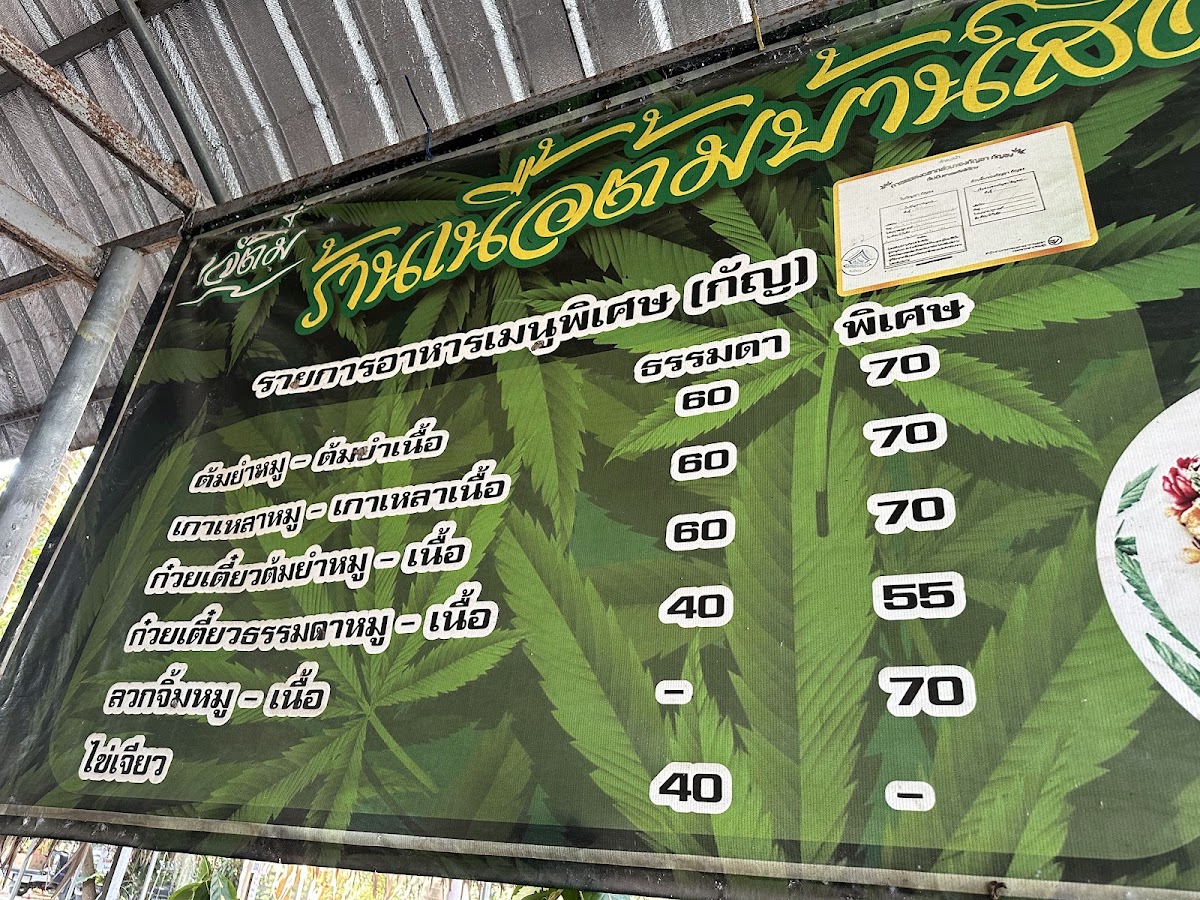 เจ๊ติ่ม
ร้านเนื้อต้มบ้านสี
รายการอาหารเมนูพิเศษ (กัญ)
ธรรมดา พิเศษ
ต้มยำหมู - ต้มยำเนื้อ 60 70
เกาเหลาหมู - เกาเหลาเนื้อ 60 70
ก๋วยเตี๋ยวต้มยำหมู - เนื้อ 60 70
ก๋วยเตี๋ยวธรรมดาหมู - เนื้อ 40 55
ลวกจิ้มหมู - เนื้อ - 70
ไข่เจียว 40 -